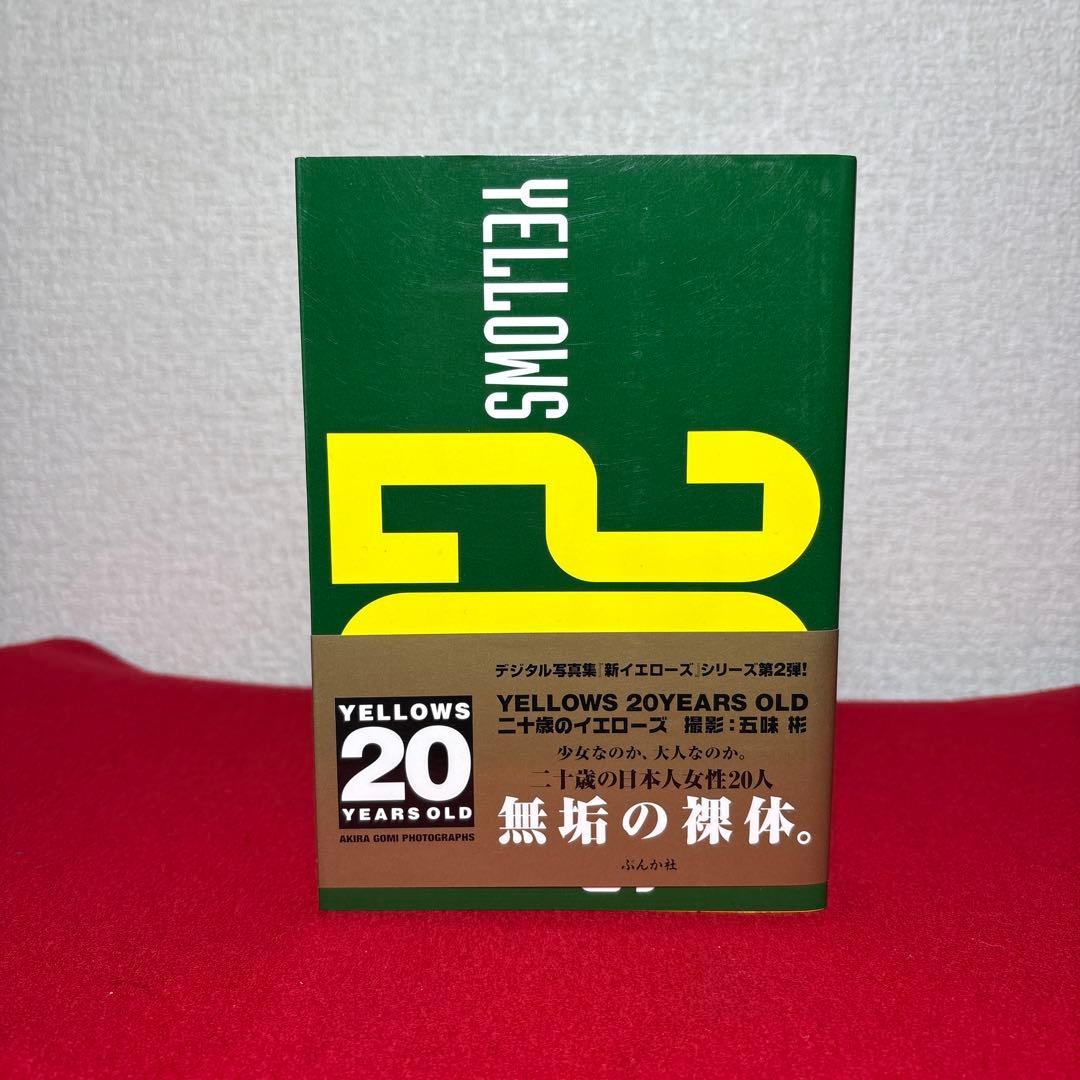 YELLOWS
20
デジタル写真集『新イエローズ』シリーズ第2弾!
YELLOWS 20YEARS OLD
二十歳のイエローズ 撮影:五味 彬
少女なのか、大人なのか。
二十歳の日本人女性20人
無垢の裸体。
ぶんか社
YELLOWS
20
YEARS OLD
AKIRA GOMI PHOTOGRAPHS